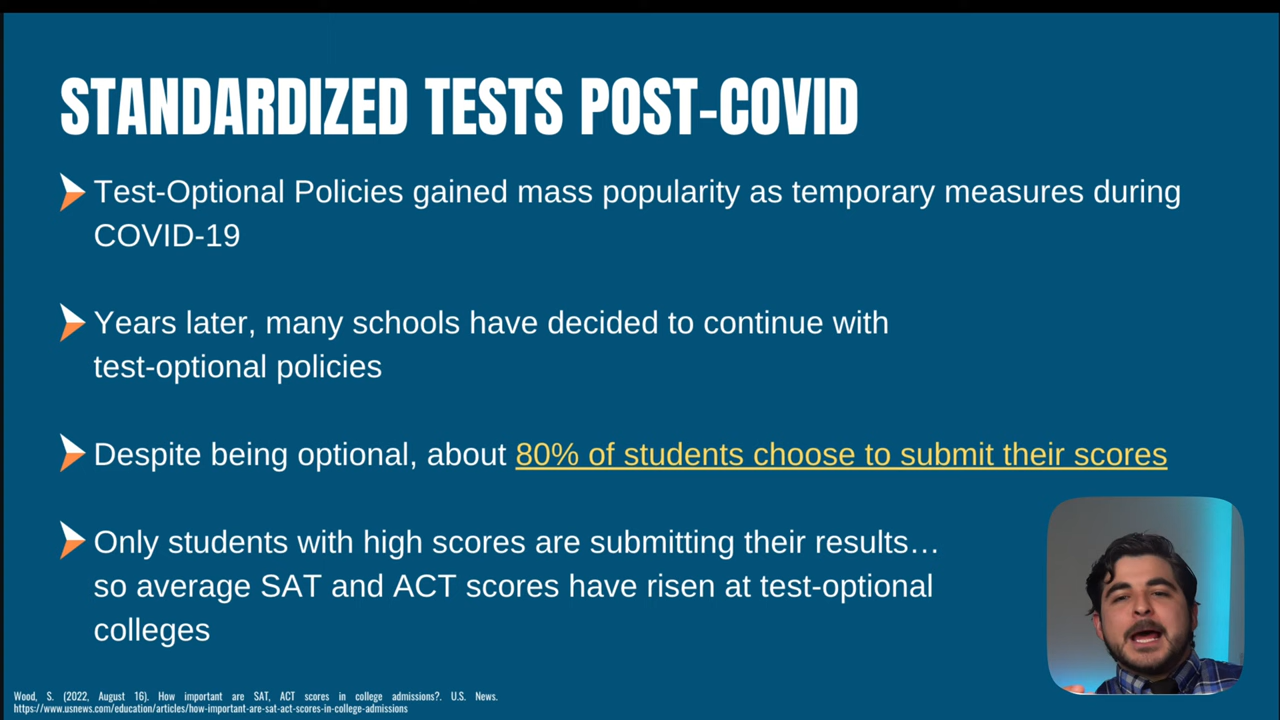 STANDARDIZED TESTS POST-COVID
Test-Optional Policies gained mass popularity as temporary measures during
COVID-19
Years later, many schools have decided to continue with
test-optional policies
Despite being optional, about 80% of students choose to submit their scores
Only students with high scores are submitting their results…
so average SAT and ACT scores have risen at test-optional
colleges
Wood, S. (2022, August 16). How important are SAT, ACT scores in college admissions?. U.S. News.
https://www.usnews.com/education/articles/how-important-are-sat-act-scores-in-college-admissions